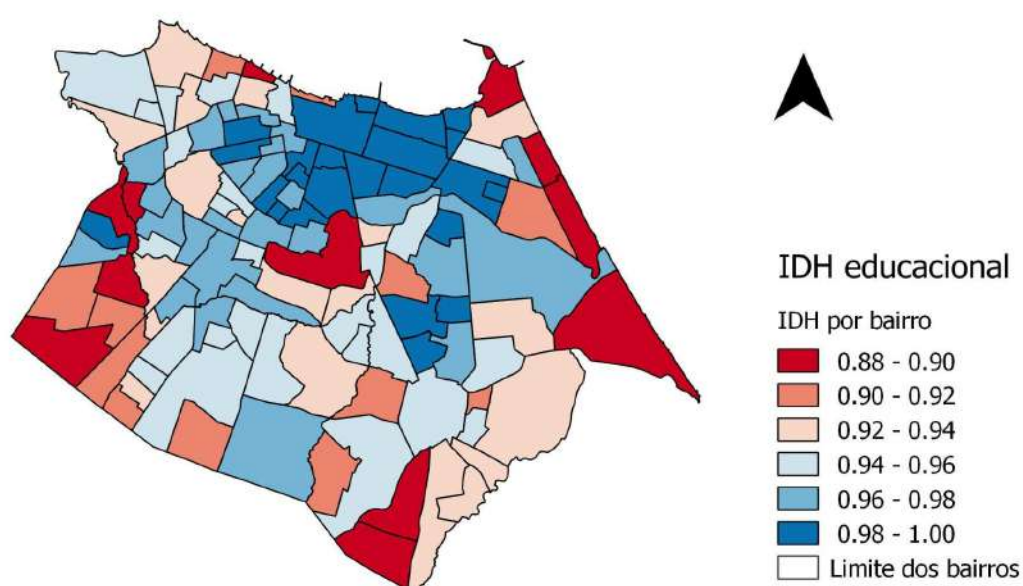 IDH educacional
IDH por bairro
0.88 - 0.90
0.90 - 0.92
0.92 - 0.94
0.94 - 0.96
0.96 - 0.98
0.98 - 1.00
Limite dos bairros